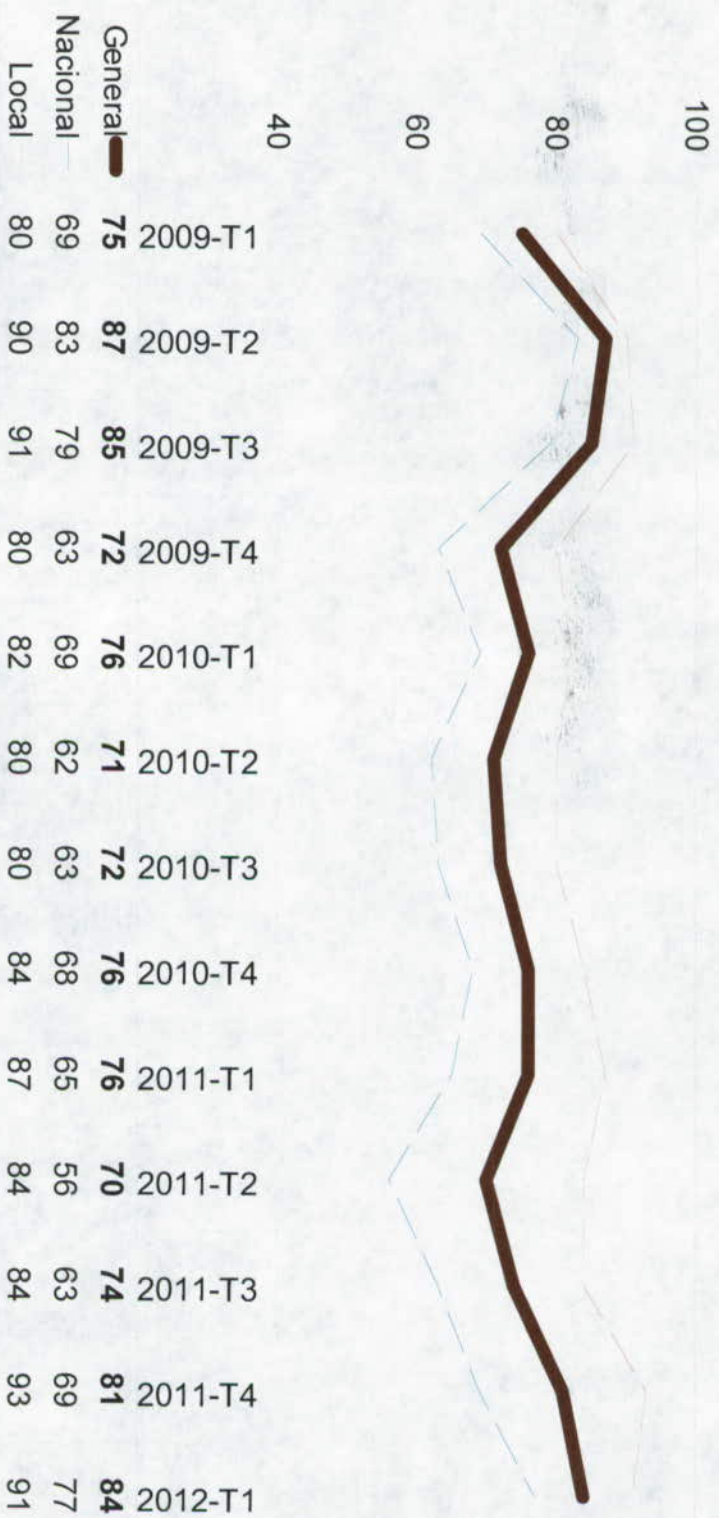 100
80
60
40
2009-T1 2009-T2 2009-T3 2009-T4 2010-T1 2010-T2 2010-T3 2010-T4 2011-T1 2011-T2 2011-T3 2011-T4 2012-T1
General 75 87 85 72 76 71 72 76 76 70 74 81 84
Nacional 69 83 79 63 69 62 63 68 65 56 63 69 77
Local 80 90 91 80 82 80 80 84 87 84 84 93 91